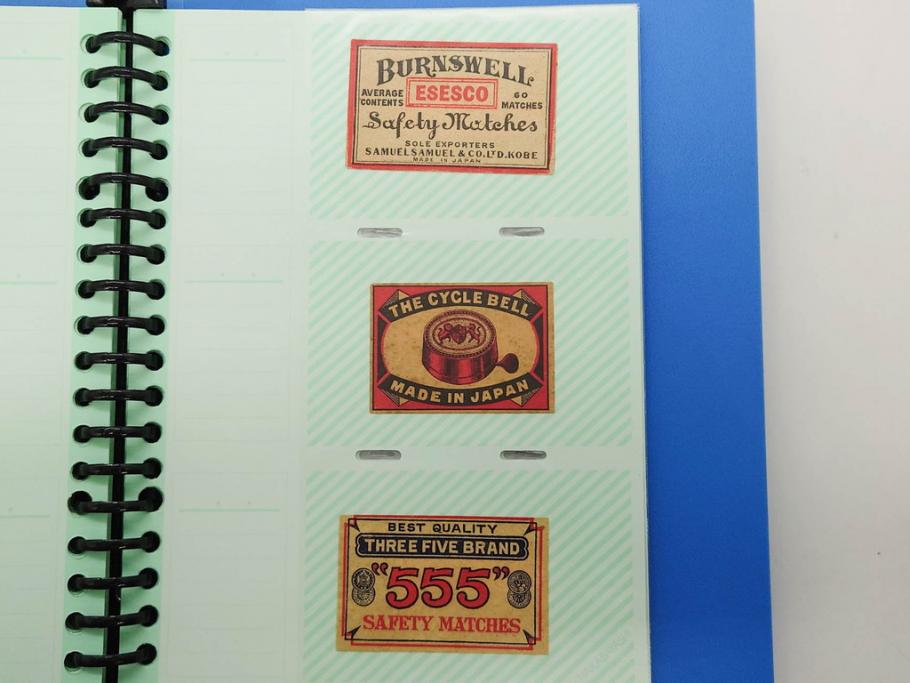 BURNSWELL
AVERAGE CONTENTS ESESCO 60 MATCHES
Safety Matches
SOLE EXPORTERS
SAMUEL SAMUEL & CO. LTD. KOBE
MADE IN JAPAN
THE CYCLE BELL
MADE IN JAPAN
BEST QUALITY
THREE FIVE BRAND
"555"
SAFETY MATCHES